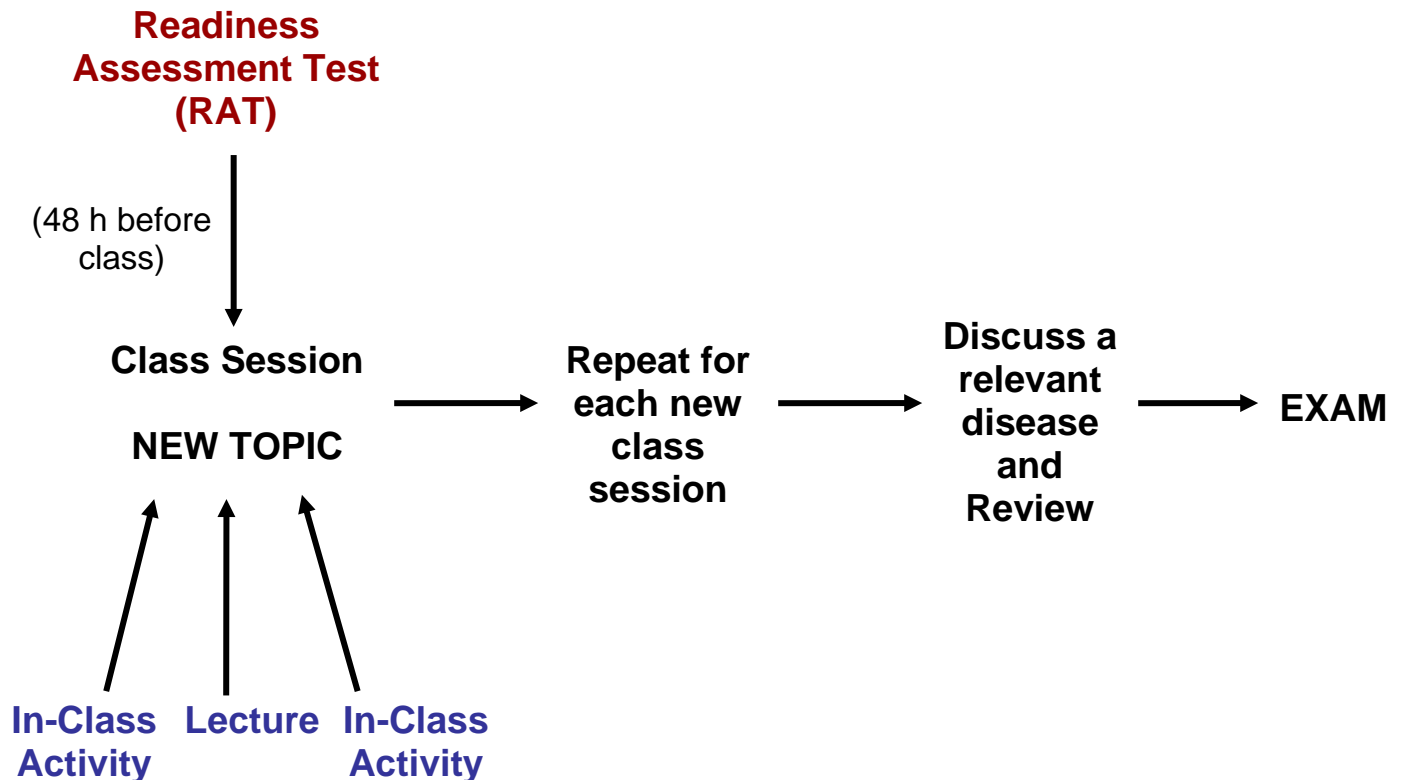 Readiness
Assessment Test
(RAT)
(48 h before
class)
Class Session
NEW TOPIC
In-Class
Activity
Lecture
In-Class
Activity
Repeat for
each new
class
session
Discuss a
relevant
disease
and
Review
EXAM